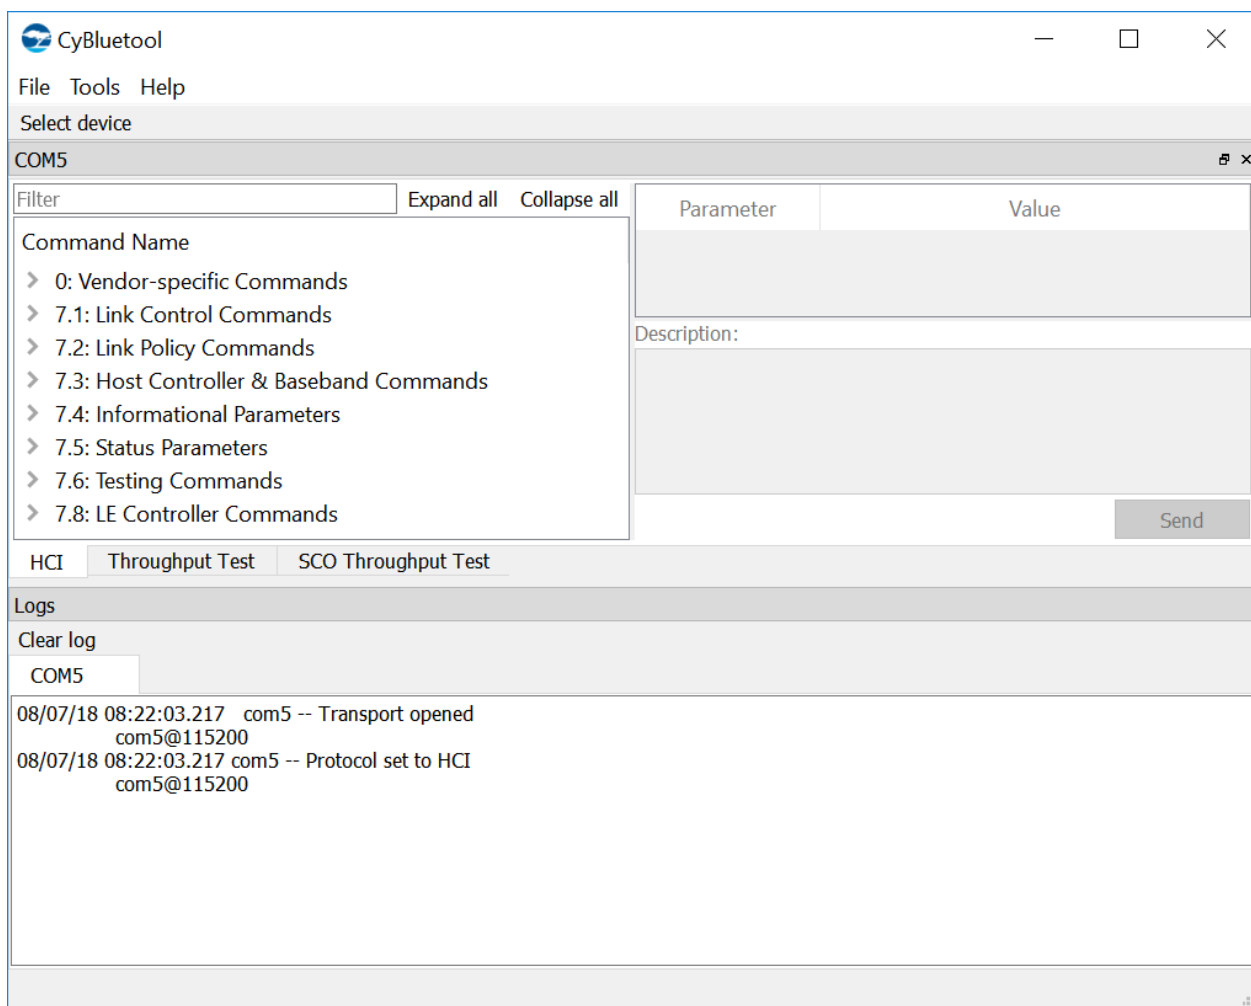 CyBluetool
File Tools Help
Select device
COM5
Filter Expand all Collapse all
Command Name
0: Vendor-specific Commands
7.1: Link Control Commands
7.2: Link Policy Commands
7.3: Host Controller & Baseband Commands
7.4: Informational Parameters
7.5: Status Parameters
7.6: Testing Commands
7.8: LE Controller Commands
Parameter Value
Description:
Send
HCI Throughput Test SCO Throughput Test
Logs
Clear log
COM5
08/07/18 08:22:03.217 com5 -- Transport opened
com5@115200
08/07/18 08:22:03.217 com5 -- Protocol set to HCI
com5@115200